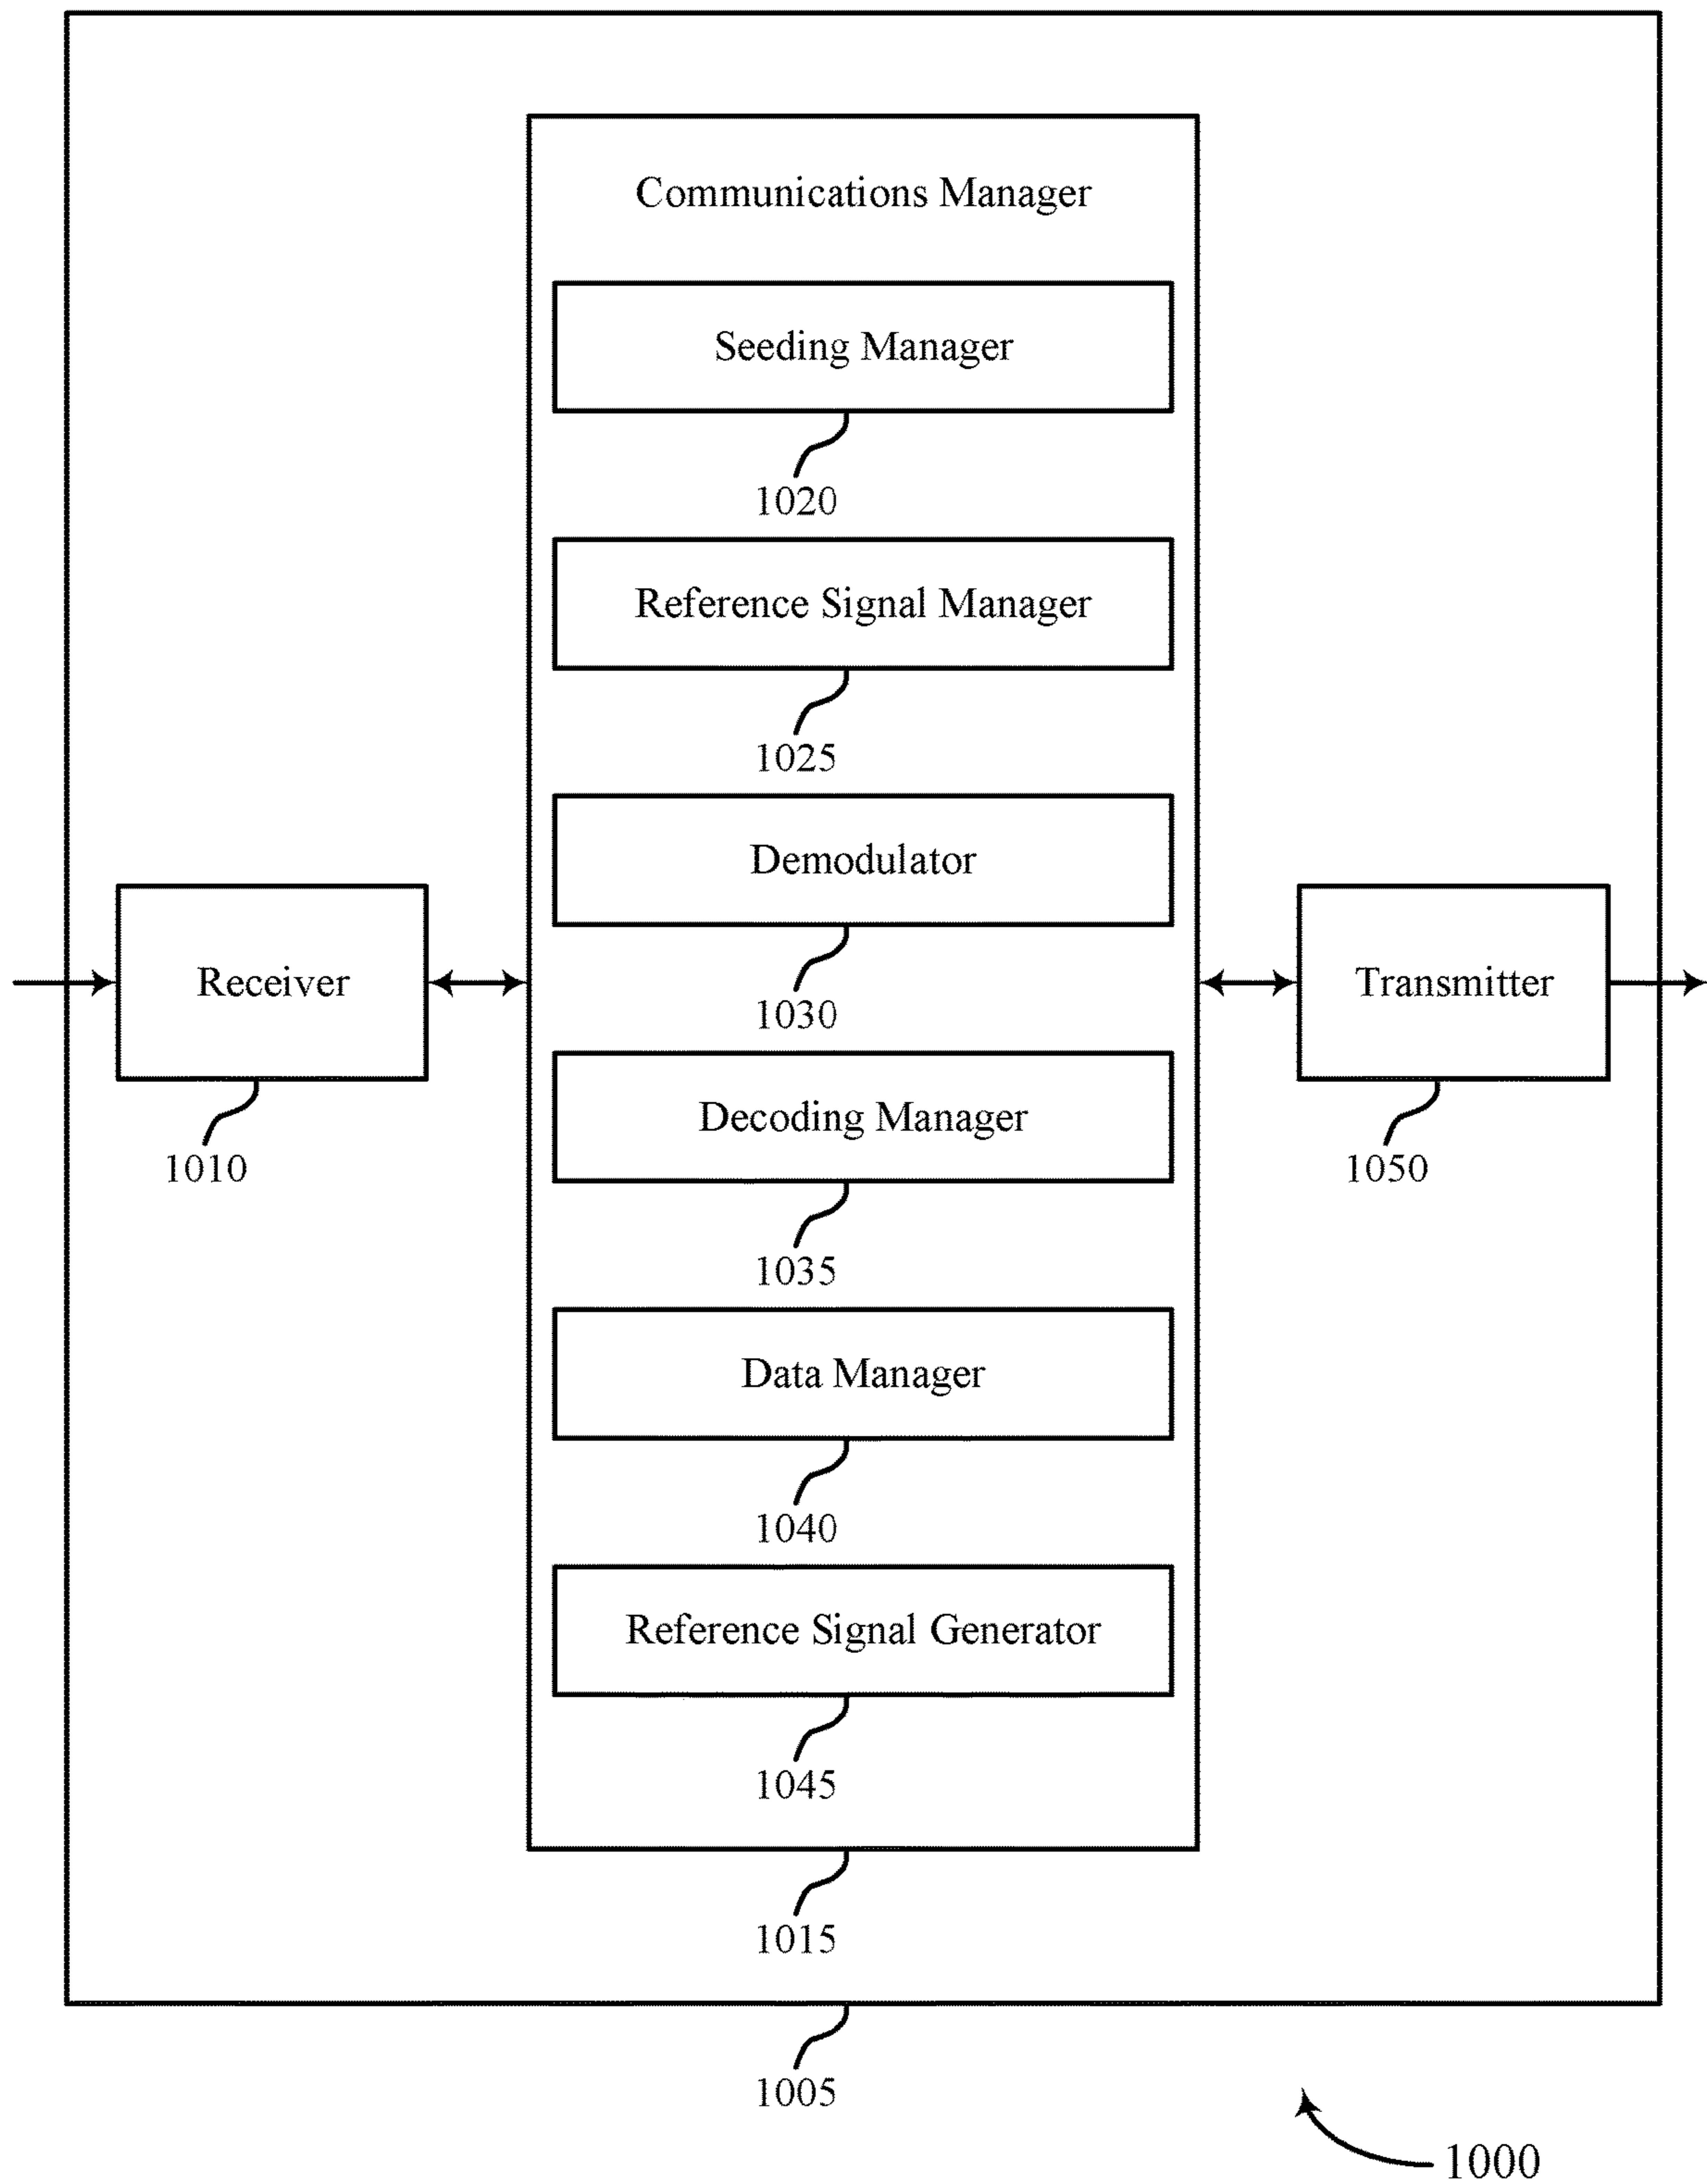 Communications Manager
Seeding Manager
1020
Reference Signal Manager
1025
Demodulator
1030
Receiver
Transmitter
Decoding Manager
1010
1050
1035
Data Manager
1040
Reference Signal Generator
1045
1015
1005
1000